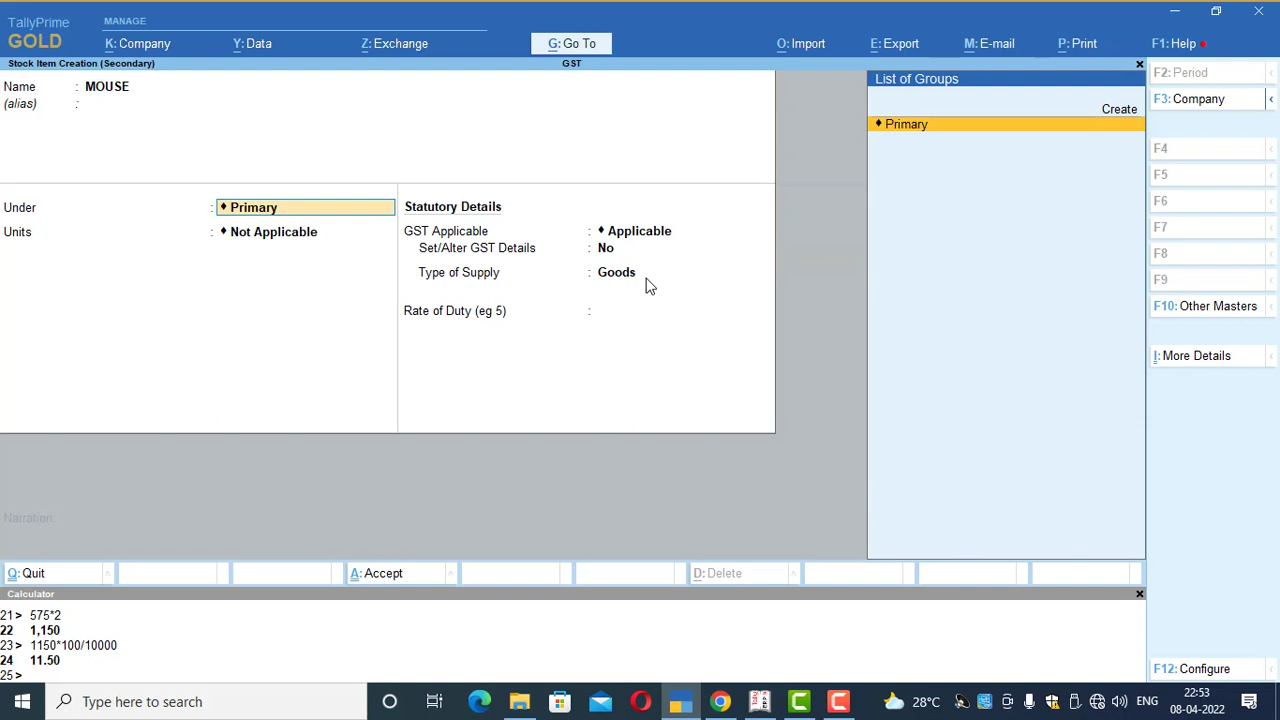 TallyPrime
GOLD
MANAGE
K: Company
Y: Data
Z: Exchange
G: Go To
O: Import
E: Export
M: E-mail
P: Print
F1: Help
Stock Item Creation (Secondary)
GST
Name : MOUSE
(alias) :
Under : ♦ Primary
Units : ♦ Not Applicable
Statutory Details
GST Applicable : ♦ Applicable
Set/Alter GST Details : No
Type of Supply : Goods
Rate of Duty (eg 5) :
List of Groups
Create
♦ Primary
F2: Period
F3: Company
F4
F5
F6
F7
F8
F9
F10: Other Masters
I: More Details
F12: Configure
Narration:
Q: Quit
A: Accept
D: Delete
Calculator
21> 575*2
22 1,150
23> 1150*100/10000
24 11.50
25>
Type here to search
28°C
ENG
22:53
08-04-2022